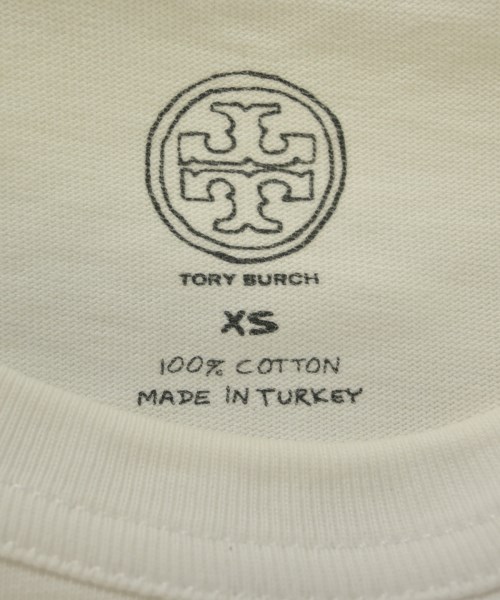 TORY BURCH
XS
100% COTTON
MADE IN TURKEY